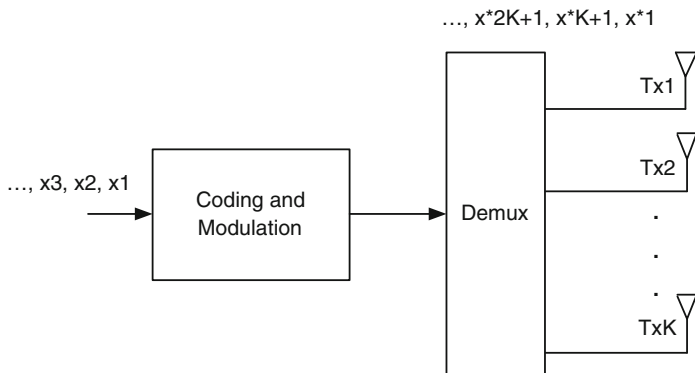 …, x*2K+1, x*K+1, x*1
Tx1
…, x3, x2, x1
Coding and
Modulation
Demux
Tx2
.
.
.
TxK